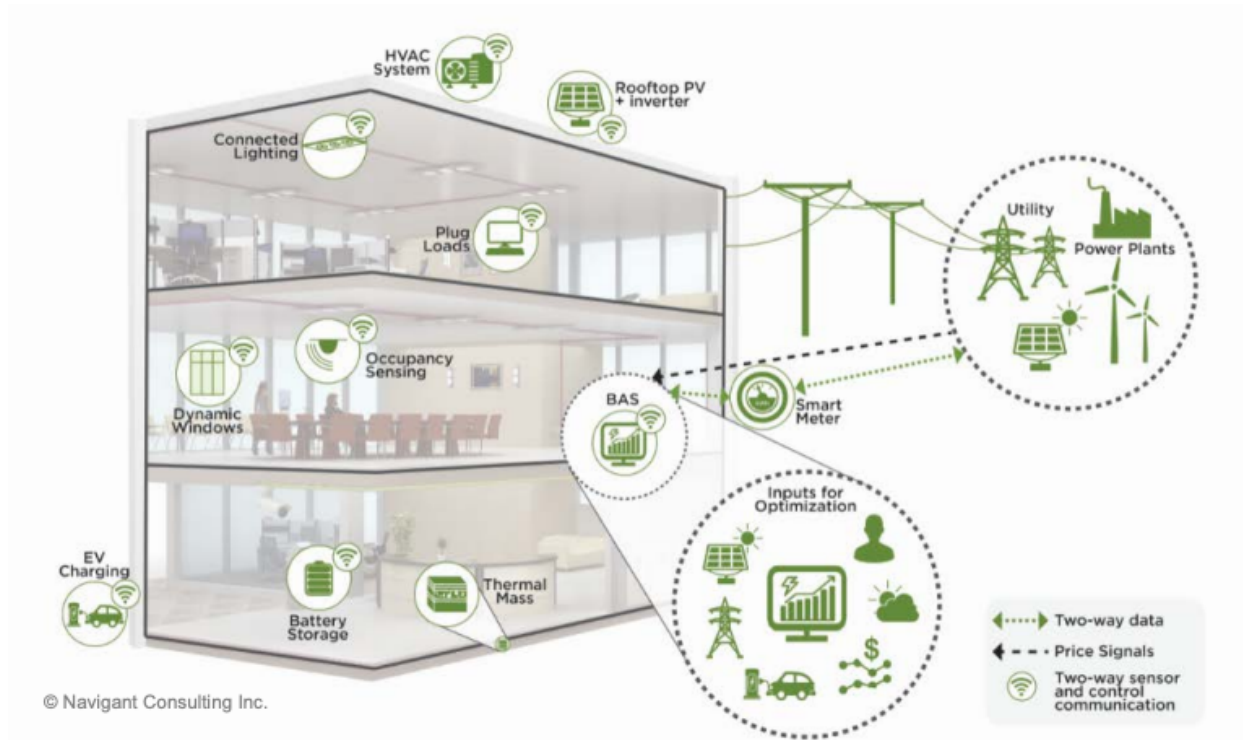 HVAC
System
Rooftop PV
+ inverter
Connected
Lighting
Plug
Loads
Utility
Power Plants
Occupancy
Sensing
Dynamic
Windows
BAS
Smart
Meter
Inputs for
Optimization
EV
Charging
Battery
Storage
Thermal
Mass
$
Two-way data
Price Signals
Two-way sensor
and control
communication
© Navigant Consulting Inc.